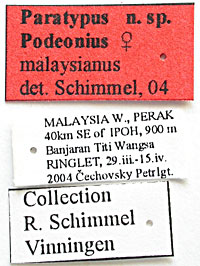 Paratypus n. sp.
Podeonius ♀
malaysianus
det. Schimmel, 04
MALAYSIA W., PERAK
40km SE of IPOH, 900 m
Banjaran Titi Wangsa
RINGLET, 29.iii.-15.iv.
2004 Čechovsky Petrlgt.
Collection
R. Schimmel
Vinningen